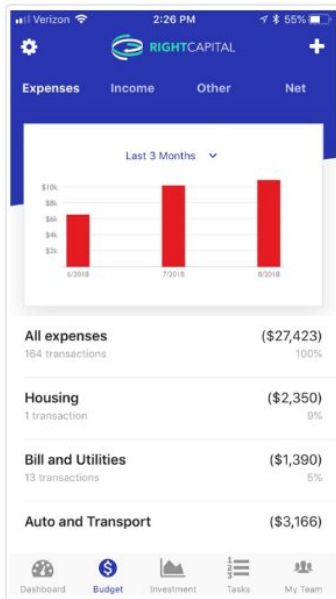 Verizon 2:26 PM 55%
RIGHTCAPITAL
Expenses Income Other Net
Last 3 Months
$10k
$8k
$6k
$4k
$2k
6/2018 7/2018 8/2018
All expenses ($27,423)
164 transactions 100%
Housing ($2,350)
1 transaction 9%
Bill and Utilities ($1,390)
13 transactions 5%
Auto and Transport ($3,166)
Dashboard Budget Investment Tasks My Team